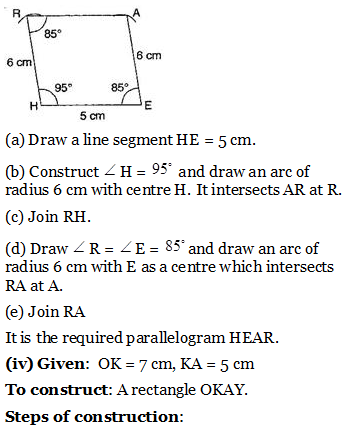 R A
85°
6 cm 6 cm
95° 85°
H E
5 cm
(a) Draw a line segment HE = 5 cm.
(b) Construct ∠H = 95° and draw an arc of
radius 6 cm with centre H. It intersects AR at R.
(c) Join RH.
(d) Draw ∠R = ∠E = 85° and draw an arc of
radius 6 cm with E as a centre which intersects
RA at A.
(e) Join RA
It is the required parallelogram HEAR.
(iv) Given: OK = 7 cm, KA = 5 cm
To construct: A rectangle OKAY.
Steps of construction: